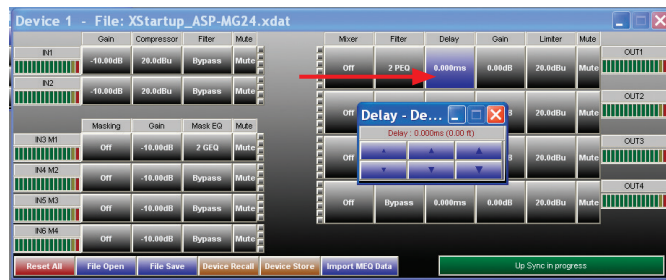 Device 1 - File: XStartup_ASP-MG24.xdat
Gain Compressor Filter Mute
IN1
-10.00dB 20.0dBu Bypass Mute
IN2
-10.00dB 20.0dBu Bypass Mute
Masking Gain Mask EQ Mute
IN3 M1
Off -10.00dB 2 GEQ Mute
IN4 M2
Off -10.00dB Bypass Mute
IN5 M3
Off -10.00dB Bypass Mute
IN6 M4
Off -10.00dB Bypass Mute
Mixer Filter Delay Gain Limiter Mute
OUT1
Off 2 PEQ 0.000ms 0.00dB 20.0dBu Mute
OUT2
Off 20.0dBu Mute
OUT3
Off 20.0dBu Mute
OUT4
Off Bypass 0.000ms 0.00dB 20.0dBu Mute
Delay - De...
Delay : 0.000ms (0.00 ft)
Reset All File Open File Save Device Recall Device Store Import MEQ Data Up Sync in progress